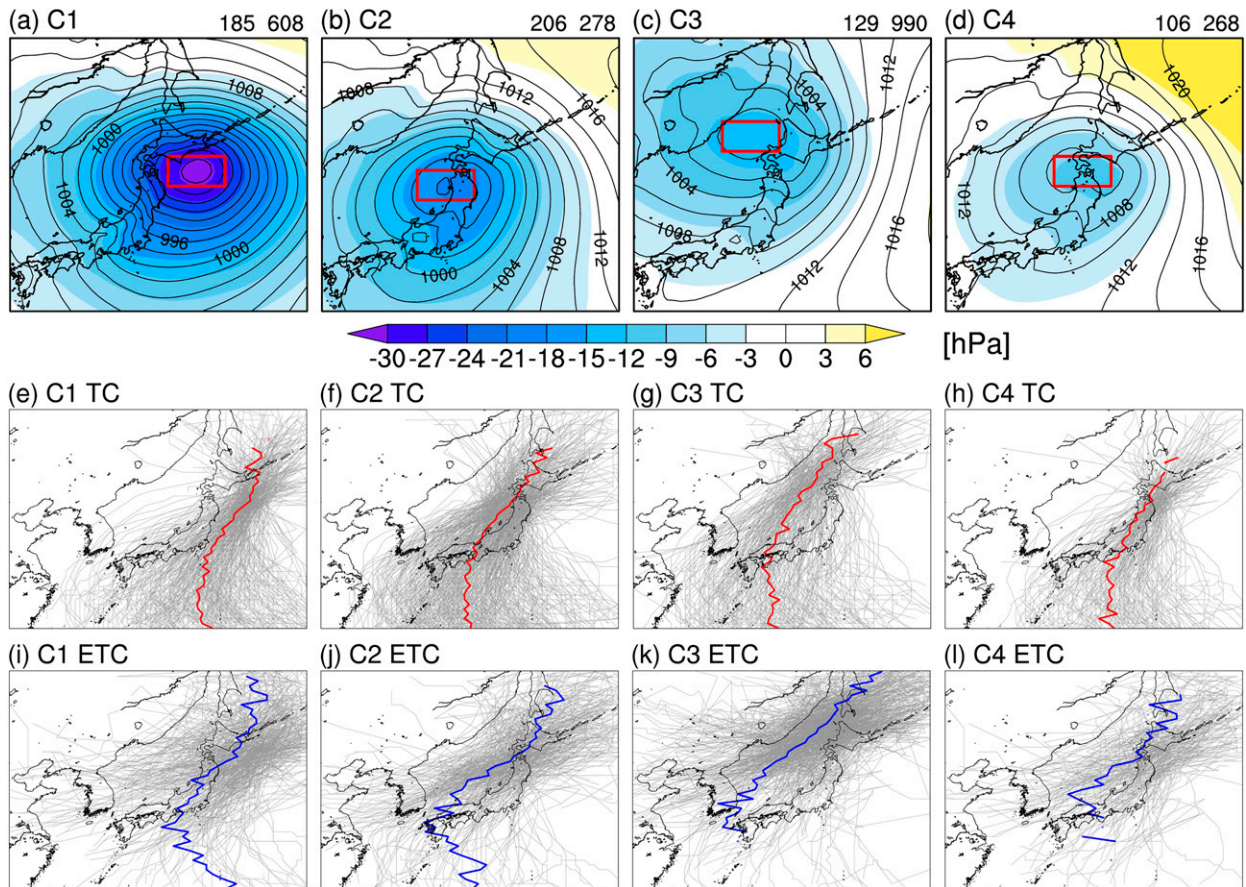 (a) C1 185 608
(b) C2 206 278
(c) C3 129 990
(d) C4 106 268
1008
1000
1004
996
1000
1008
1012
1016
1000
1004
1008
1012
1004
1004
1008
1012
1012
1016
1020
1012
1008
1012
1016
-30 -27 -24 -21 -18 -15 -12 -9 -6 -3 0 3 6
[hPa]
(e) C1 TC
(f) C2 TC
(g) C3 TC
(h) C4 TC
(i) C1 ETC
(j) C2 ETC
(k) C3 ETC
(l) C4 ETC